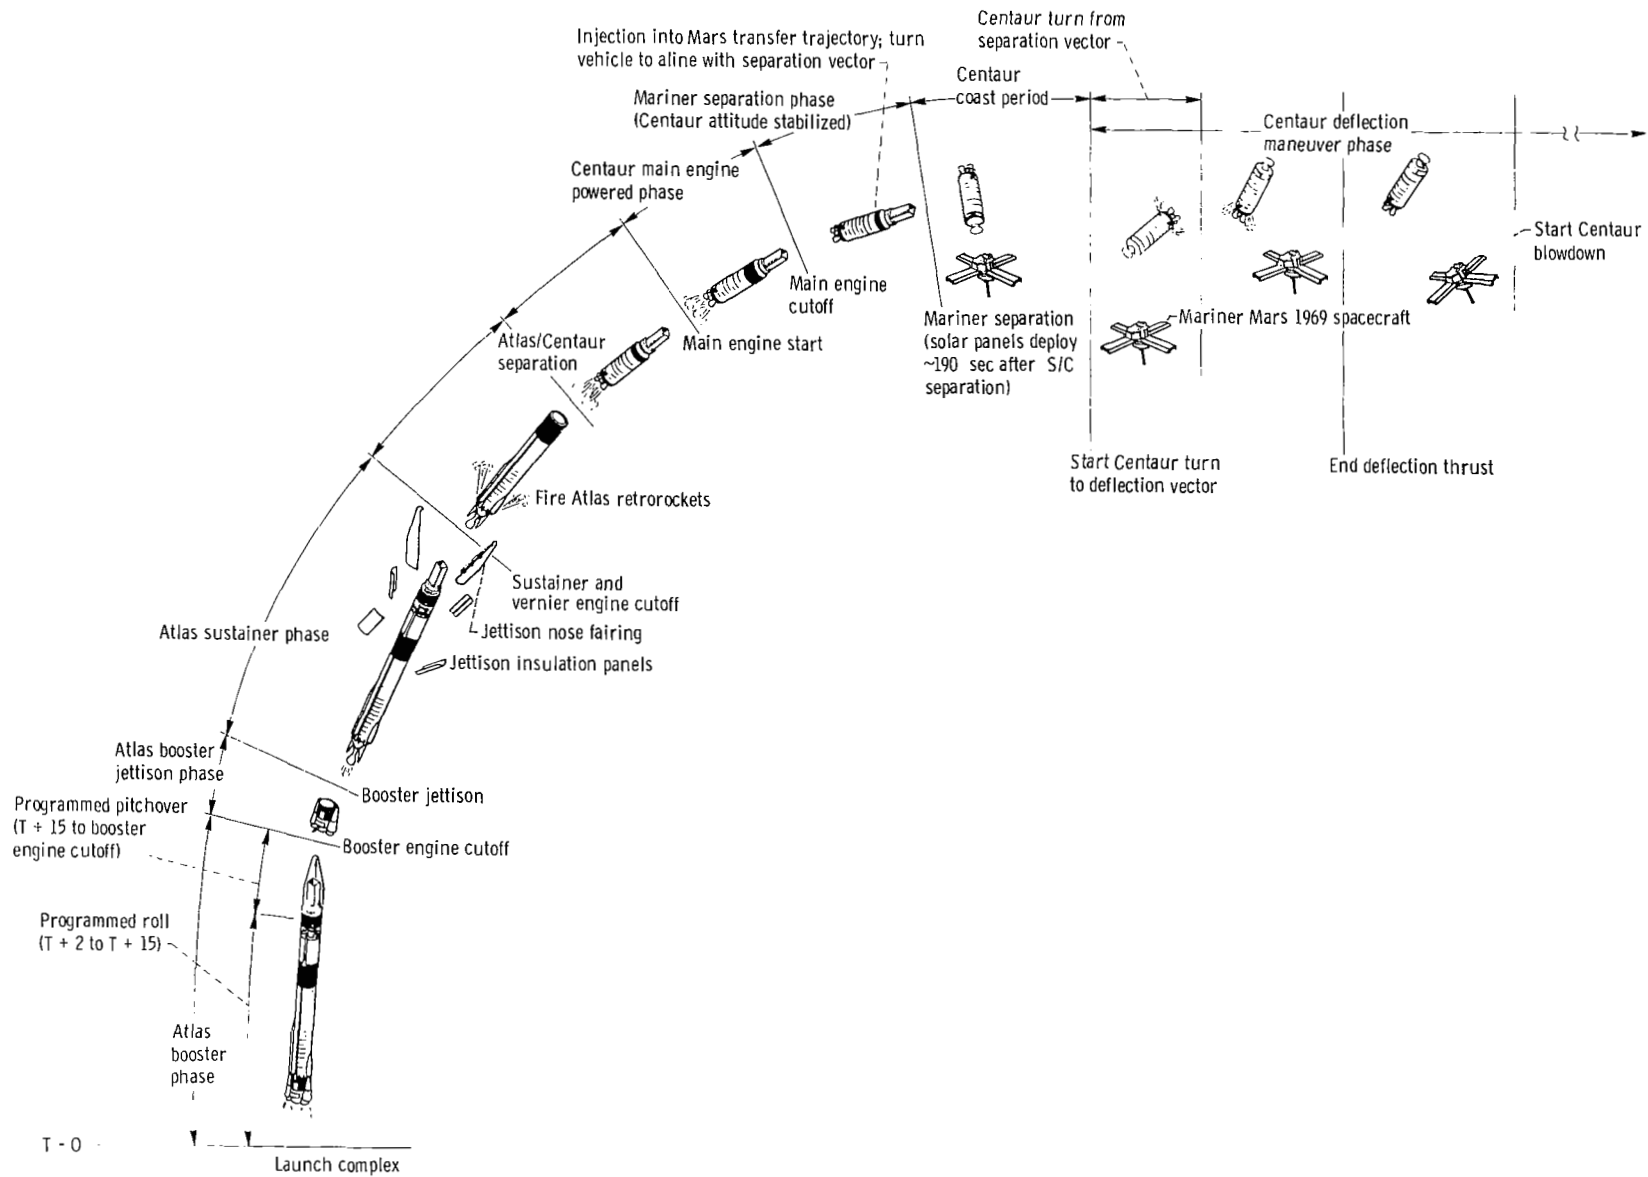 Centaur turn from
separation vector
Injection into Mars transfer trajectory; turn
vehicle to aline with separation vector
Centaur
coast period
Mariner separation phase
(Centaur attitude stabilized)
Centaur deflection
maneuver phase
Centaur main engine
powered phase
Start Centaur
blowdown
Main engine
cutoff
Mariner separation
(solar panels deploy
~190 sec after S/C
separation)
Mariner Mars 1969 spacecraft
Main engine start
Atlas/Centaur
separation
Start Centaur turn
to deflection vector
End deflection thrust
Fire Atlas retrorockets
Sustainer and
vernier engine cutoff
Jettison nose fairing
Atlas sustainer phase
Jettison insulation panels
Atlas booster
jettison phase
Booster jettison
Programmed pitchover
(T + 15 to booster
engine cutoff)
Booster engine cutoff
Programmed roll
(T + 2 to T + 15)
Atlas
booster
phase
T - 0
Launch complex